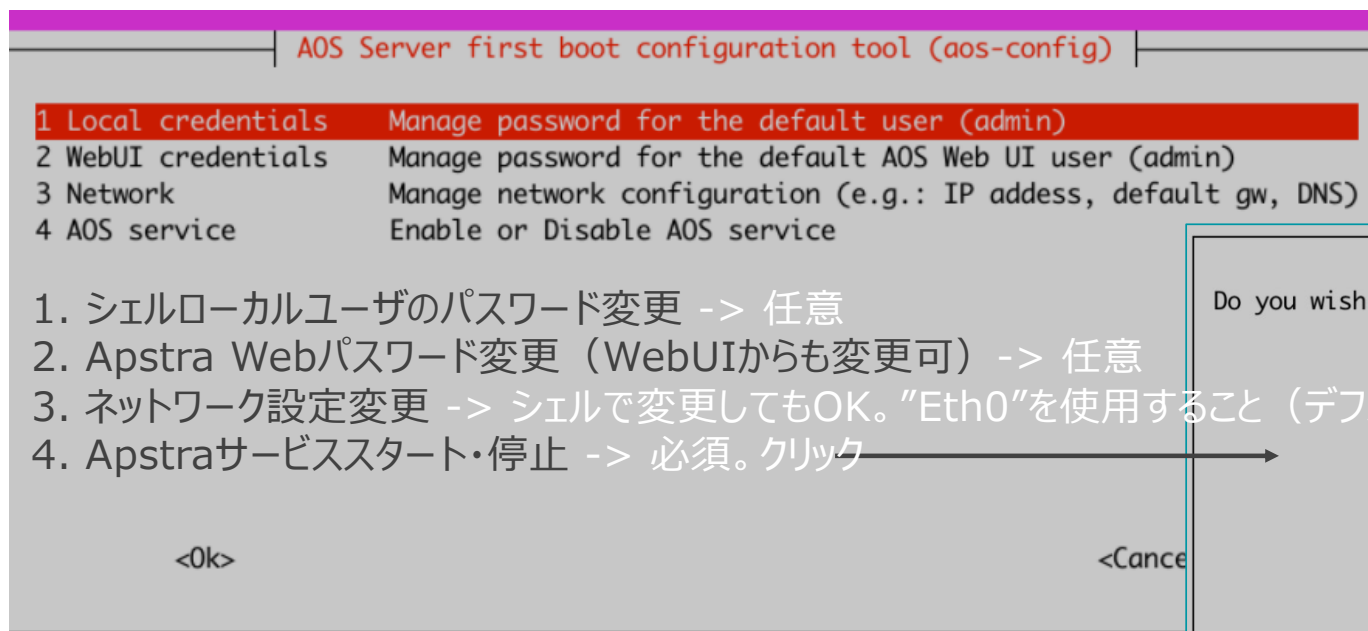 AOS Server first boot configuration tool (aos-config)
1 Local credentials Manage password for the default user (admin)
2 WebUI credentials Manage password for the default AOS Web UI user (admin)
3 Network Manage network configuration (e.g.: IP addess, default gw, DNS)
4 AOS service Enable or Disable AOS service
Do you wish
1. シェルローカルユーザのパスワード変更 -> 任意
2. Apstra Webパスワード変更（WebUIからも変更可）-> 任意
3. ネットワーク設定変更 -> シェルで変更してもOK。”Eth0”を使用すること（デフ
4. Apstraサービススタート・停止 -> 必須。クリック
<Ok>
<Cance